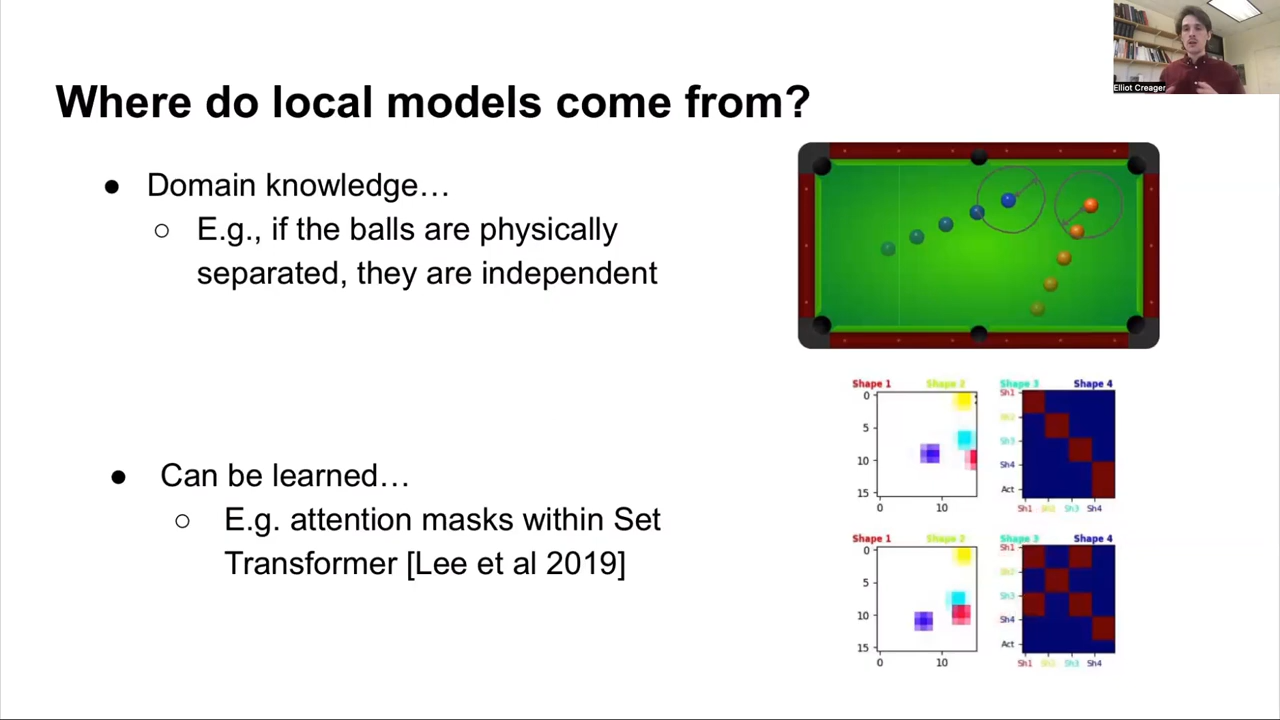 Elliot Creager
Where do local models come from?
● Domain knowledge…
○ E.g., if the balls are physically
separated, they are independent
● Can be learned…
○ E.g. attention masks within Set
Transformer [Lee et al 2019]
Shape 1 Shape 2 Shape 3 Shape 4
0
5
10
15
0 10
Sh1
Sh2
Sh3
Sh4
Act
Sh1 Sh2 Sh3 Sh4
Shape 1 Shape 2 Shape 3 Shape 4
0
5
10
15
0 10
Sh1
Sh2
Sh3
Sh4
Act
Sh1 Sh2 Sh3 Sh4